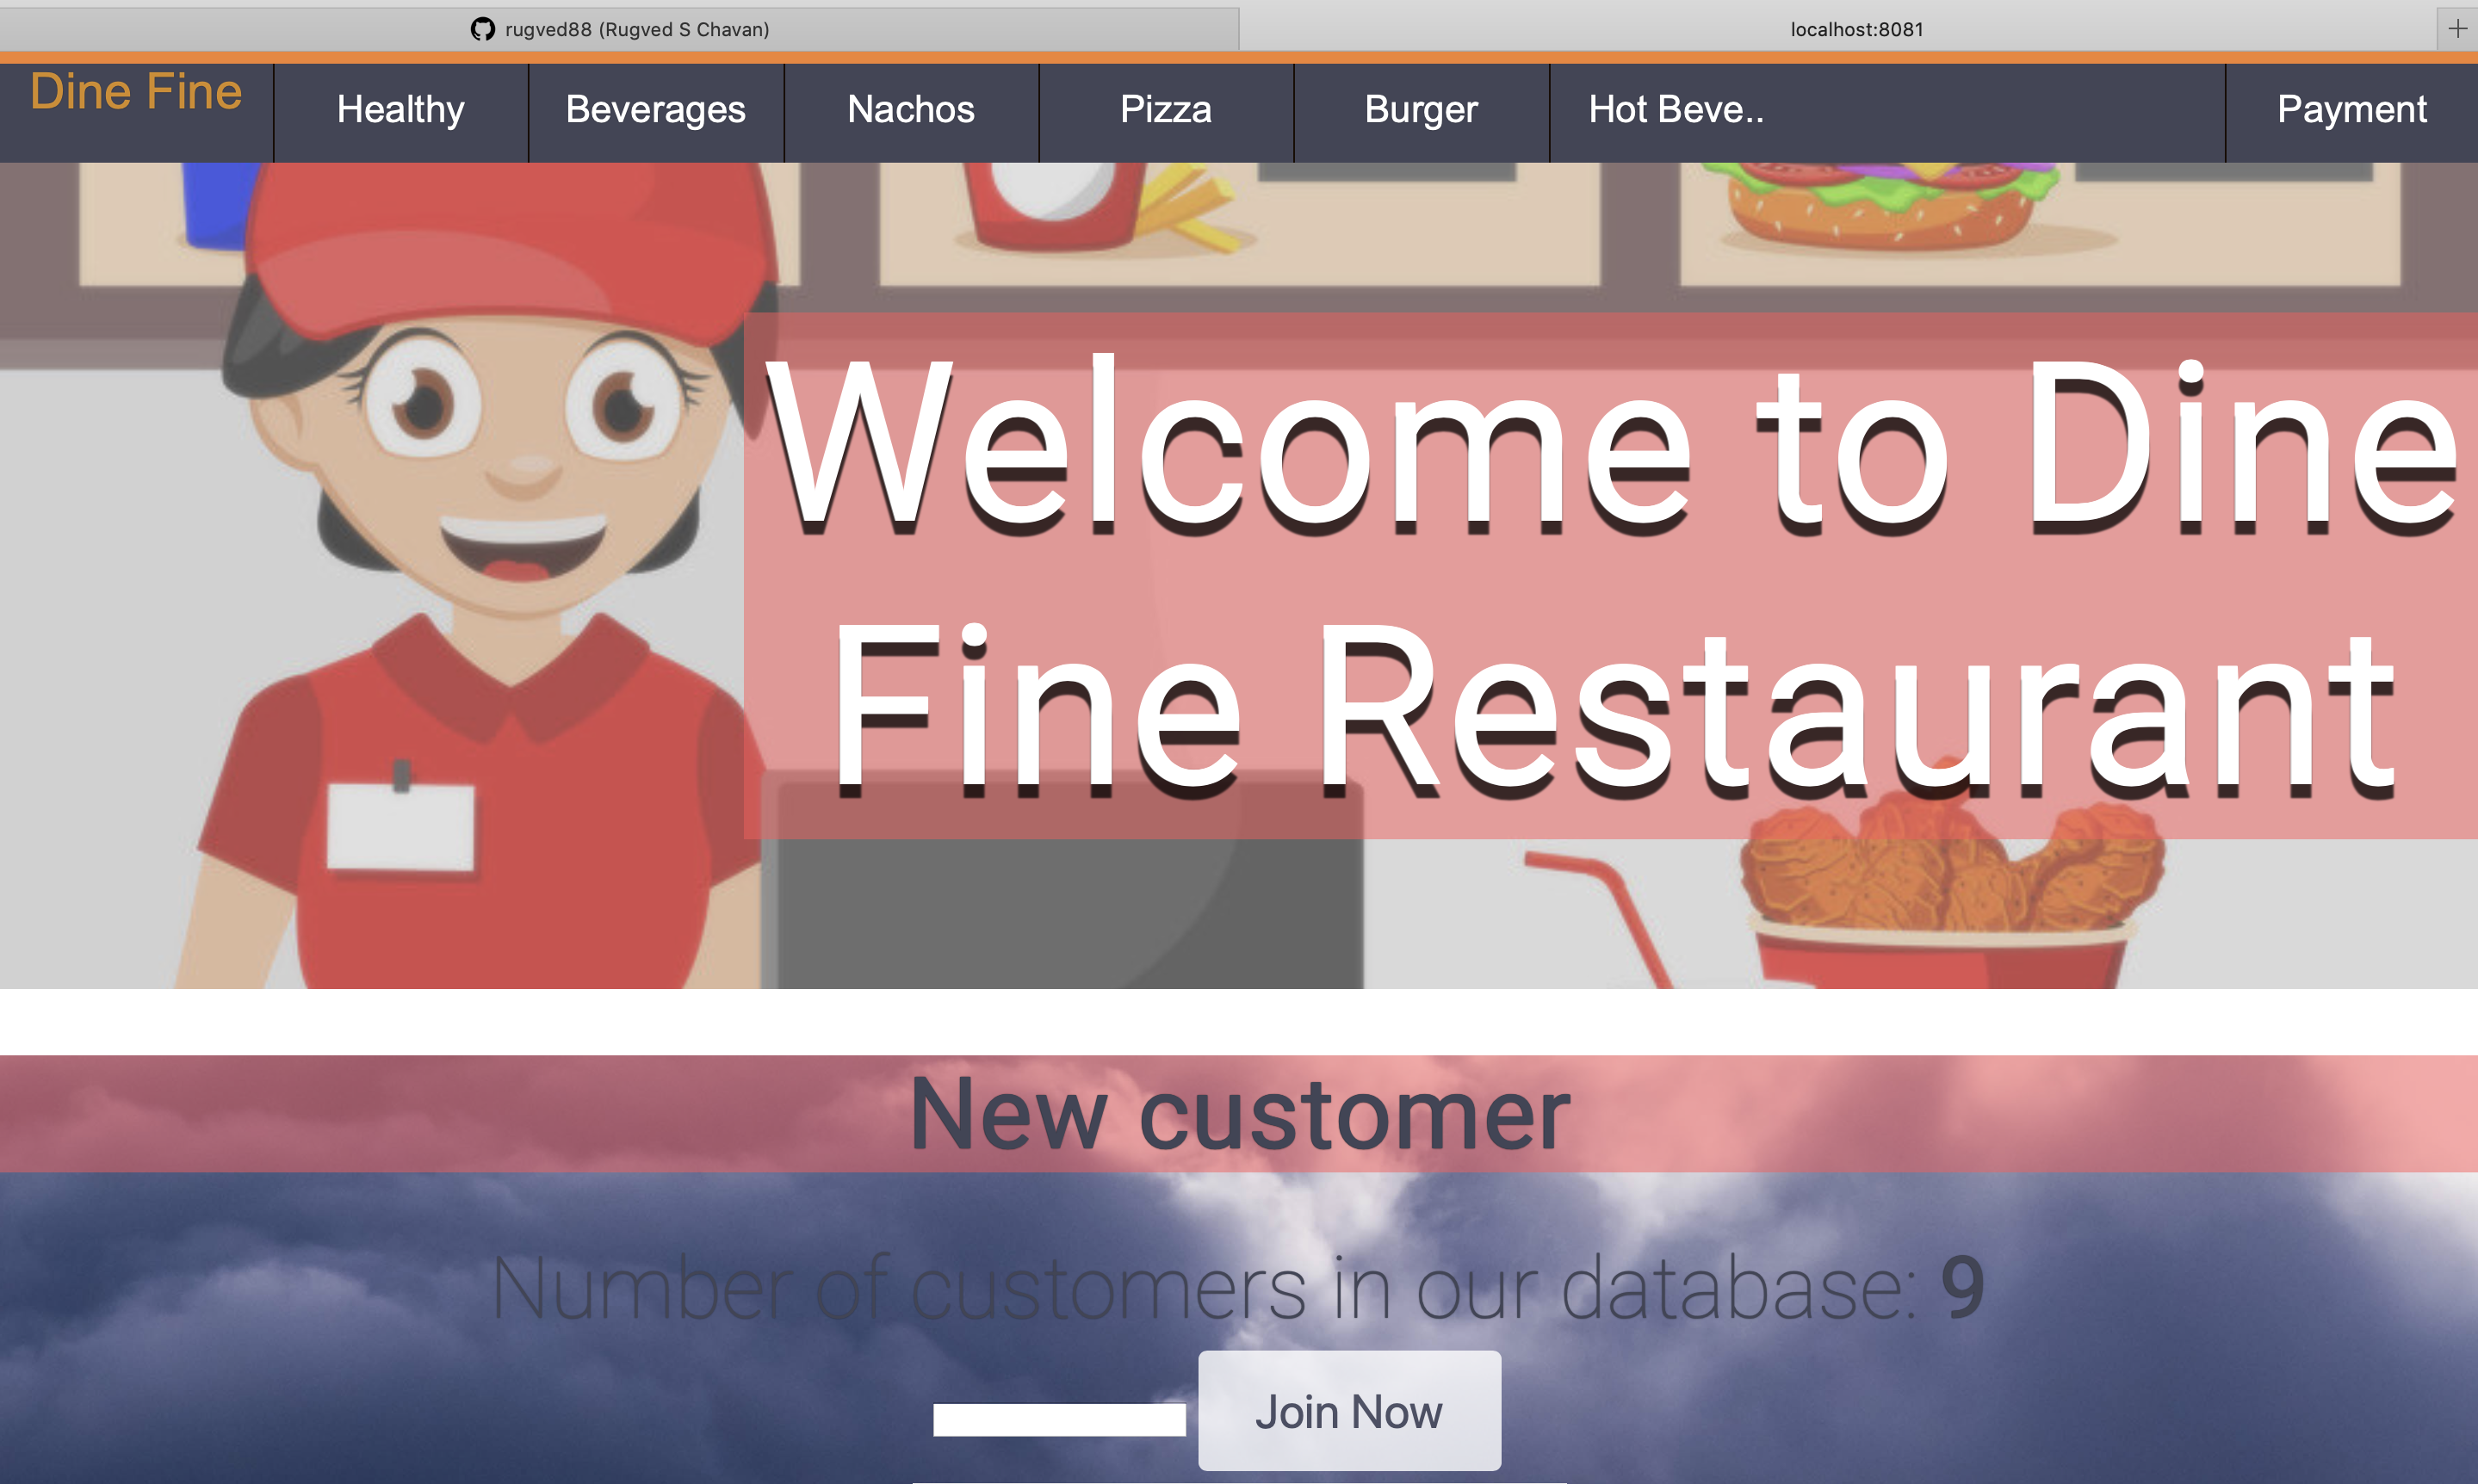 rugved88 (Rugved S Chavan)
localhost:8081
Dine Fine
Healthy
Beverages
Nachos
Pizza
Burger
Hot Beve..
Payment
Welcome to Dine
Fine Restaurant
New customer
Number of customers in our database: 9
Join Now